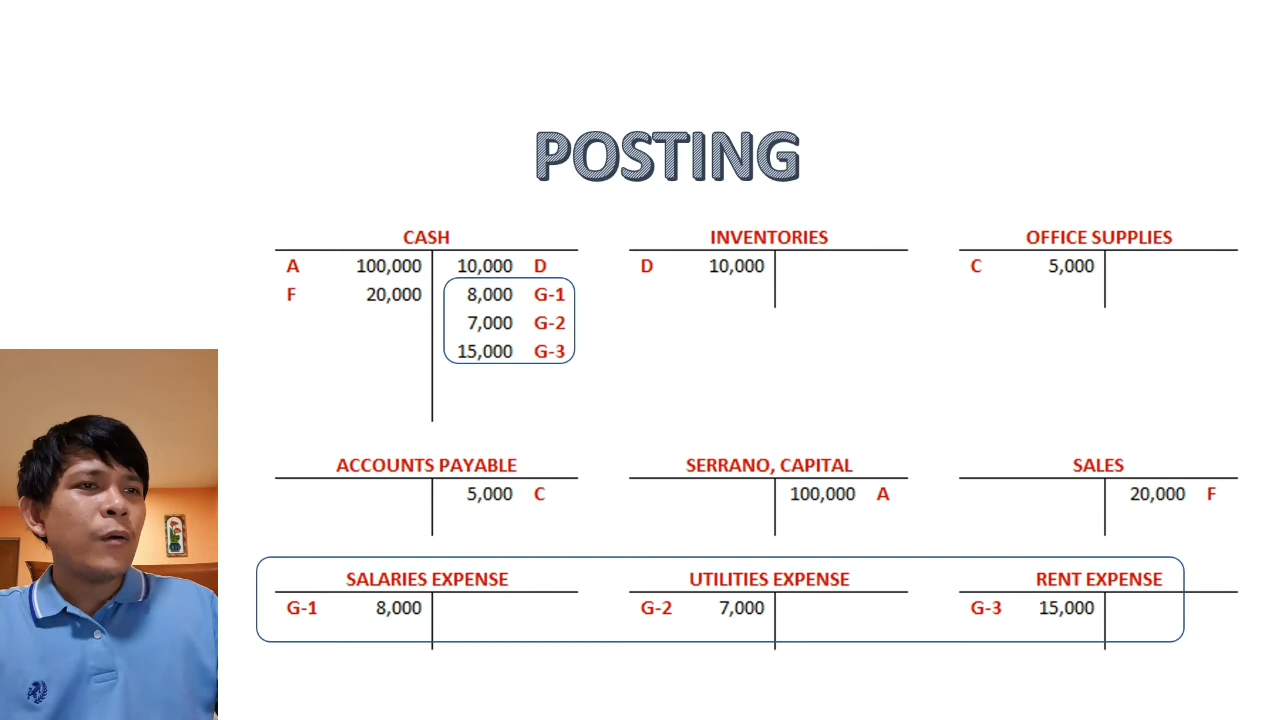 POSTING
CASH
A 100,000 10,000 D
F 20,000 8,000 G-1
7,000 G-2
15,000 G-3
INVENTORIES
D 10,000
OFFICE SUPPLIES
C 5,000
ACCOUNTS PAYABLE
5,000 C
SERRANO, CAPITAL
100,000 A
SALES
20,000 F
SALARIES EXPENSE
G-1 8,000
UTILITIES EXPENSE
G-2 7,000
RENT EXPENSE
G-3 15,000